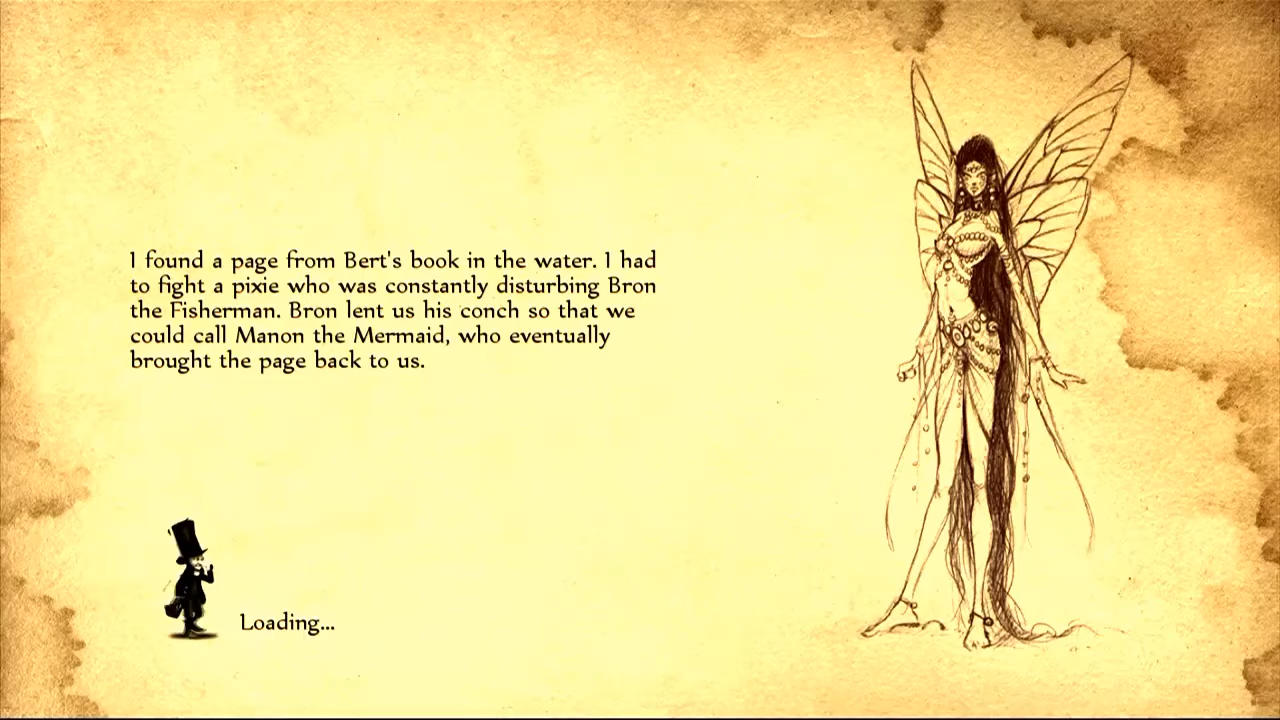 I found a page from Bert's book in the water. I had
to fight a pixie who was constantly disturbing Bron
the Fisherman. Bron lent us his conch so that we
could call Manon the Mermaid, who eventually
brought the page back to us.
Loading...